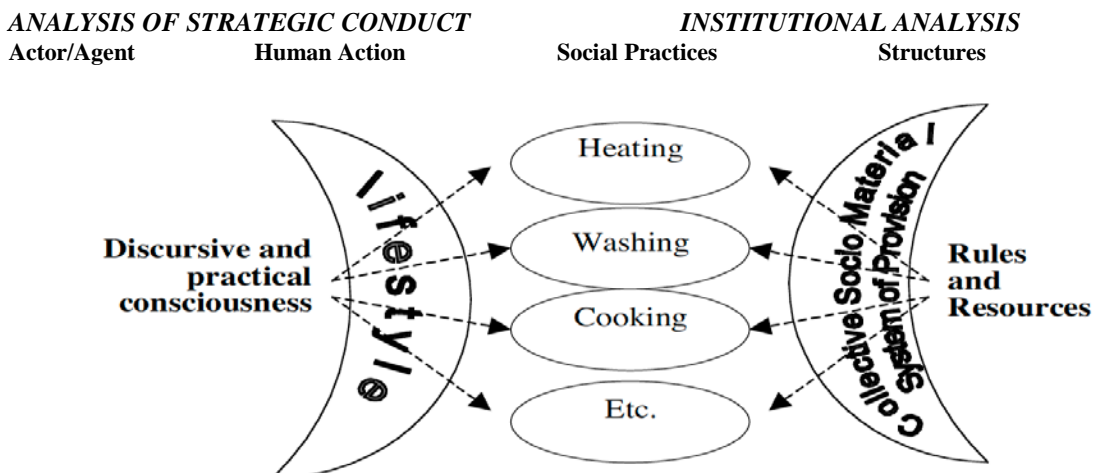 ANALYSIS OF STRATEGIC CONDUCT
INSTITUTIONAL ANALYSIS
Actor/Agent
Human Action
Social Practices
Structures
Discursive and
practical
consciousness
lifestyle
Heating
Washing
Cooking
Etc.
Collective Socio Material
System of Provision
Rules
and
Resources